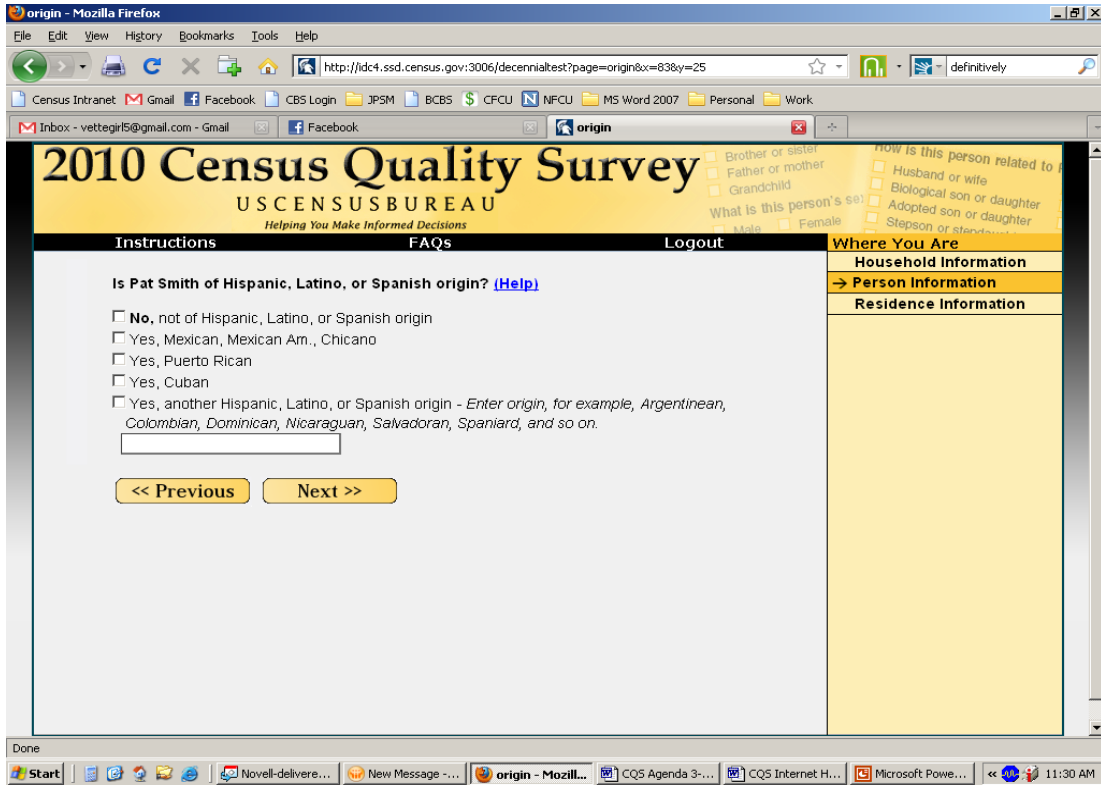 origin - Mozilla Firefox
File Edit View History Bookmarks Tools Help
http://idc4.ssd.census.gov:3006/decennialtest?page=origin&x=83&y=25
definitively
Census Intranet Gmail Facebook CBS Login JPSM BCBS CFCU NFCU MS Word 2007 Personal Work
Inbox - vettegirl5@gmail.com - Gmail Facebook origin
2010 Census Quality Survey
USCENSUSBUREAU
Helping You Make Informed Decisions
Brother or sister
Father or mother
Grandchild
What is this person's sex
Male Female
How is this person related to
Husband or wife
Biological son or daughter
Adopted son or daughter
Stepson or
Instructions FAQs Logout
Where You Are
Household Information
→ Person Information
Residence Information
Is Pat Smith of Hispanic, Latino, or Spanish origin? (Help)
No, not of Hispanic, Latino, or Spanish origin
Yes, Mexican, Mexican Am., Chicano
Yes, Puerto Rican
Yes, Cuban
Yes, another Hispanic, Latino, or Spanish origin - Enter origin, for example, Argentinean,
Colombian, Dominican, Nicaraguan, Salvadoran, Spaniard, and so on.
<< Previous Next >>
Done
Start Novell-delivere... New Message -... origin - Mozill... CQS Agenda 3-... CQS Internet H... Microsoft Powe... « 11:30 AM